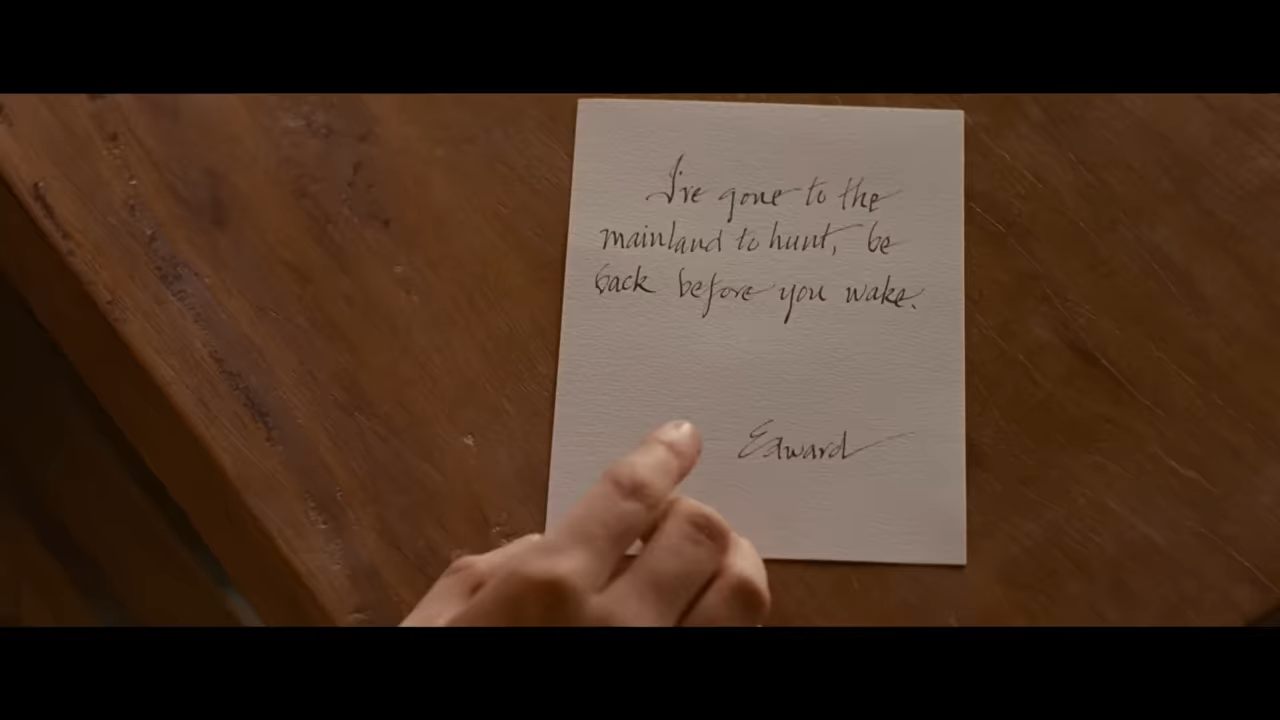 I've gone to the
mainland to hunt, be
back before you wake.
Edward